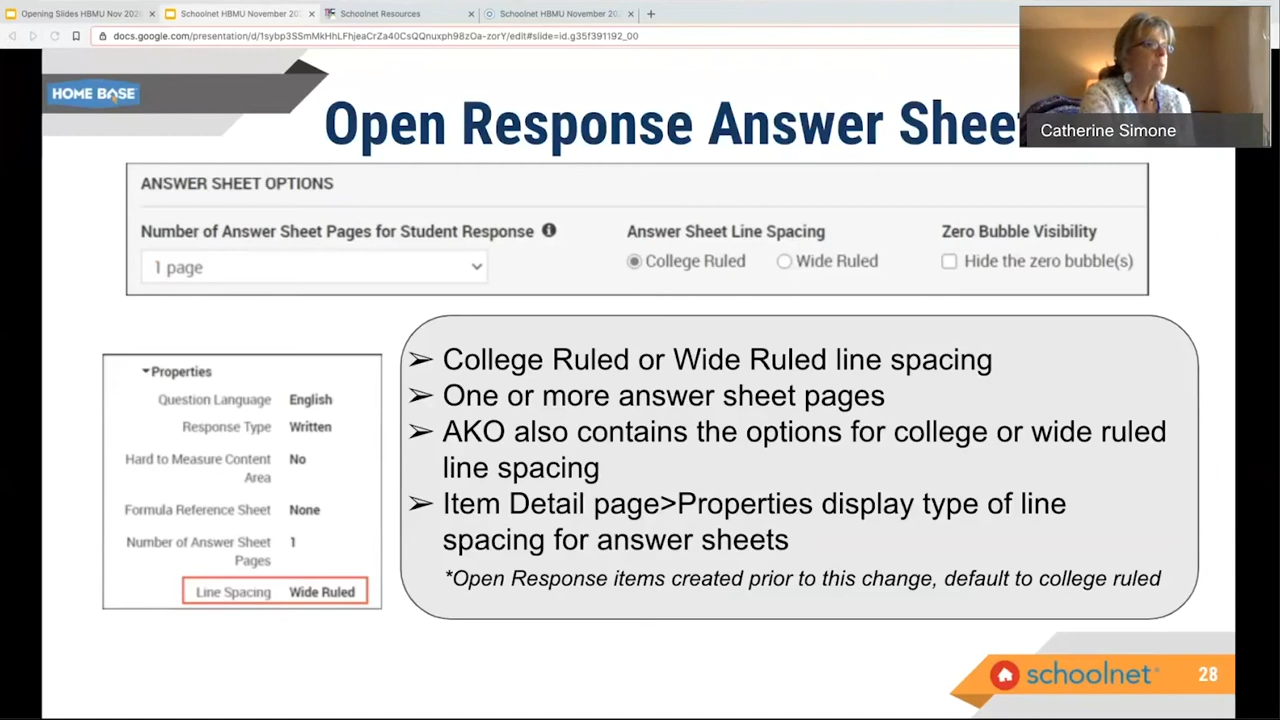 Opening Slides HBMU Nov 202
Schoolnet HBMU November 202
Schoolnet Resources
Schoolnet HBMU November 202
docs.google.com/presentation/d/1sybp3SSmMkHhLFhjeaCrZa40CsQQnuxph98zOa-zorY/edit#slide=id.g35f391192_00
Catherine Simone
HOME BASE
Open Response Answer Shee
ANSWER SHEET OPTIONS
Number of Answer Sheet Pages for Student Response
Answer Sheet Line Spacing
Zero Bubble Visibility
1 page
College Ruled
Wide Ruled
Hide the zero bubble(s)
Properties
Question Language English
Response Type Written
Hard to Measure Content No
Area
Formula Reference Sheet None
Number of Answer Sheet 1
Pages
Line Spacing Wide Ruled
➢ College Ruled or Wide Ruled line spacing
➢ One or more answer sheet pages
➢ AKO also contains the options for college or wide ruled
line spacing
➢ Item Detail page>Properties display type of line
spacing for answer sheets
*Open Response items created prior to this change, default to college ruled
schoolnet
28